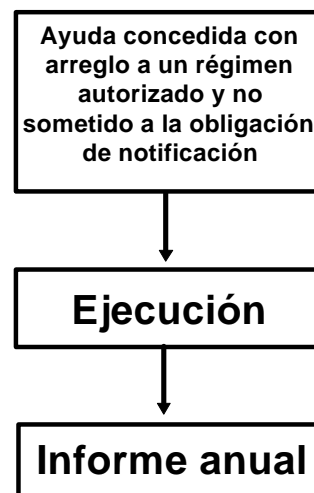 Ayuda concedida con
arreglo a un régimen
autorizado y no
sometido a la obligación
de notificación
Ejecución
Informe anual